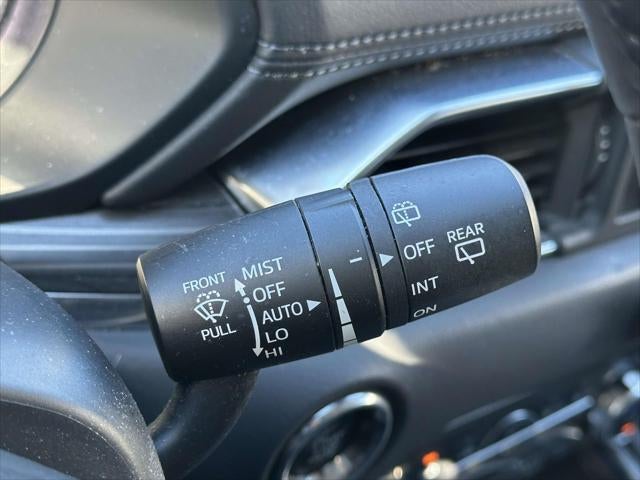 FRONT
PULL
MIST
OFF
AUTO
LO
HI
OFF
INT
ON
REAR